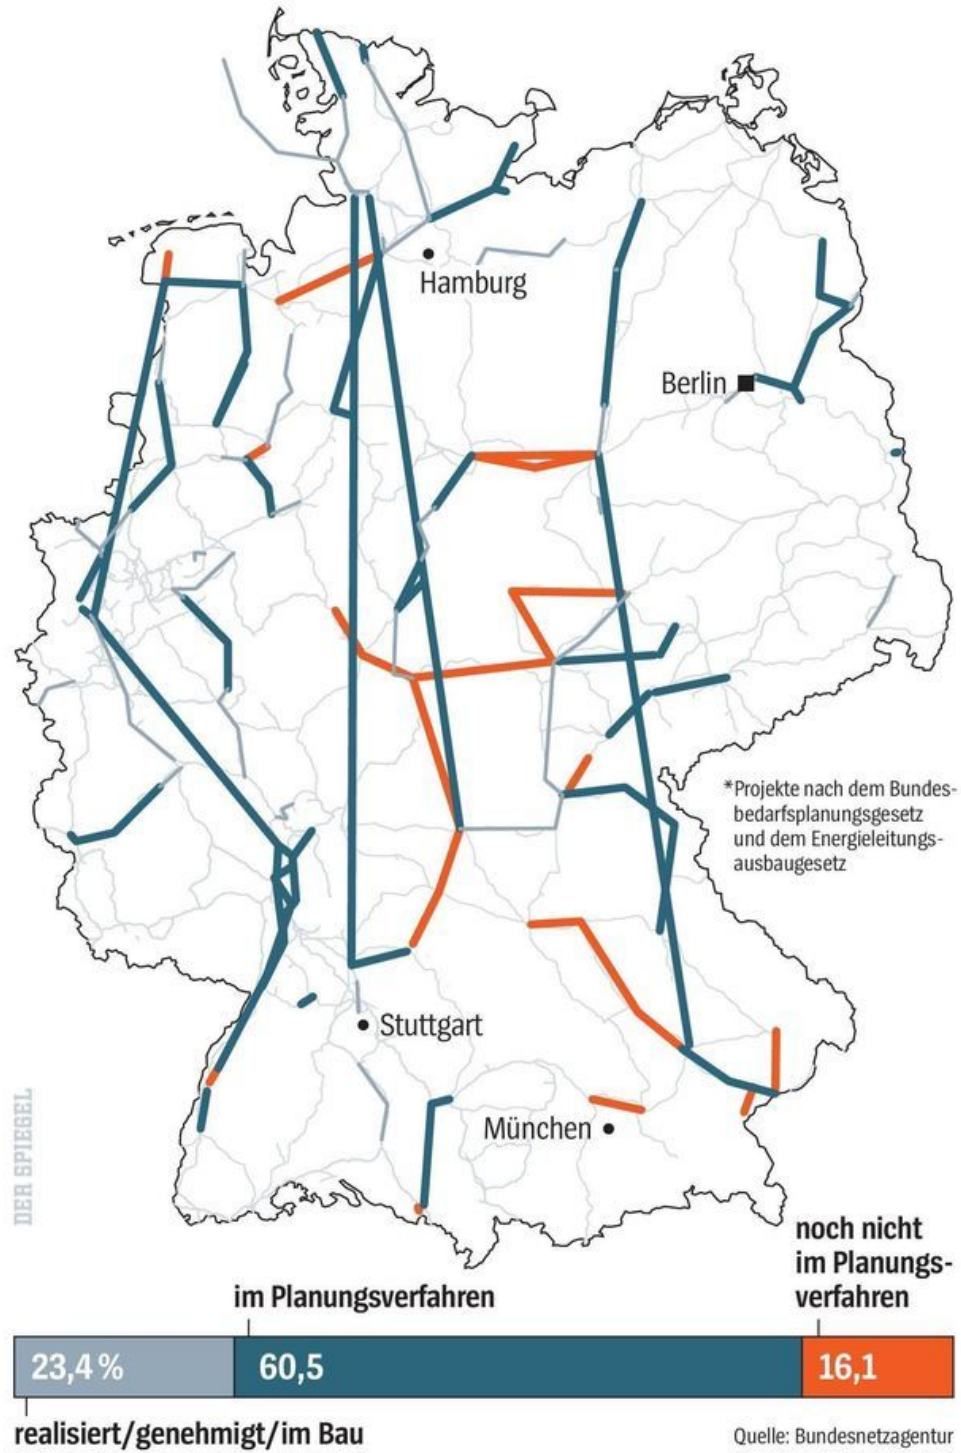 Hamburg
Berlin
*Projekte nach dem Bundes-
bedarfsplanungsgesetz
und dem Energieleitungs-
ausbaugesetz
Stuttgart
München
DER SPIEGEL
noch nicht
im Planungs-
verfahren
im Planungsverfahren
23,4 %
60,5
16,1
realisiert/genehmigt/im Bau
Quelle: Bundesnetzagentur